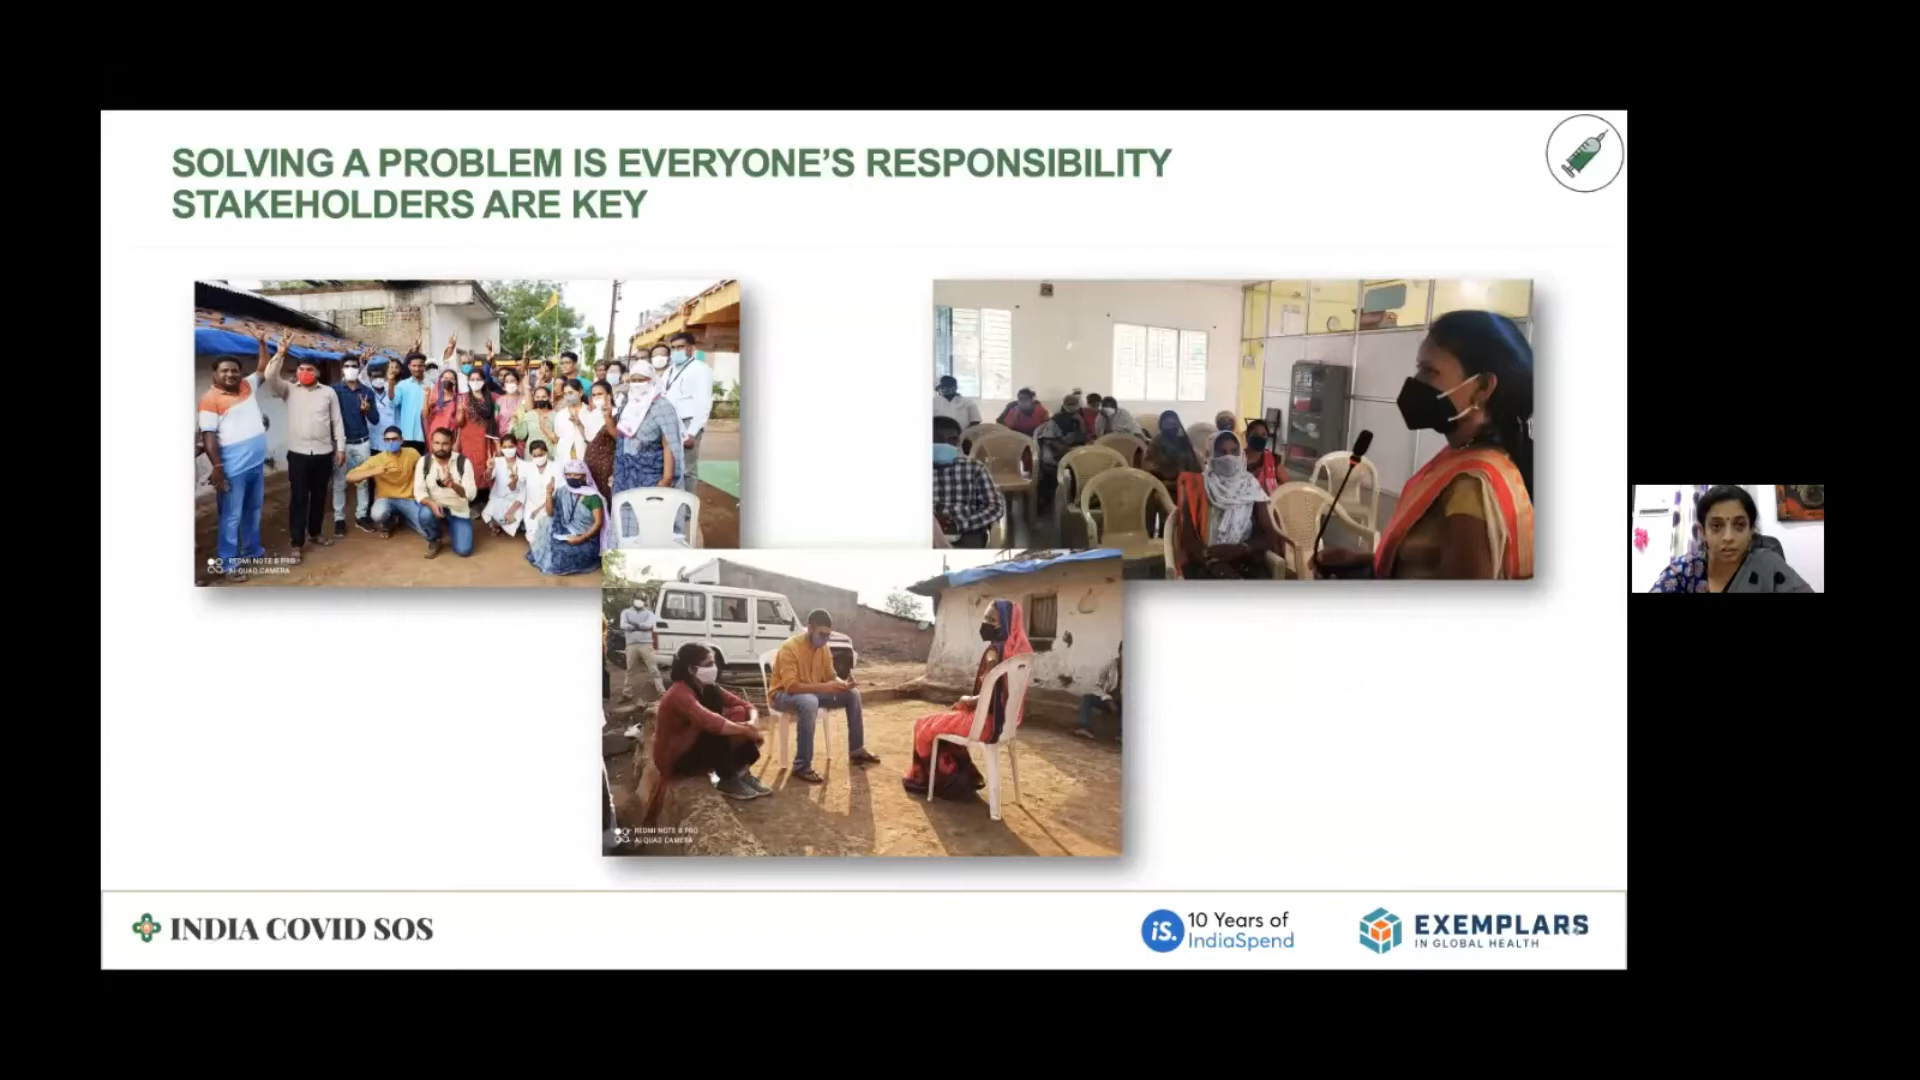 SOLVING A PROBLEM IS EVERYONE'S RESPONSIBILITY
STAKEHOLDERS ARE KEY
REDMI NOTE 8 PRO
AI QUAD CAMERA
REDMI NOTE 8 PRO
AI QUAD CAMERA
INDIA COVID SOS
iS.
10 Years of
IndiaSpend
EXEMPLARS
IN GLOBAL HEALTH